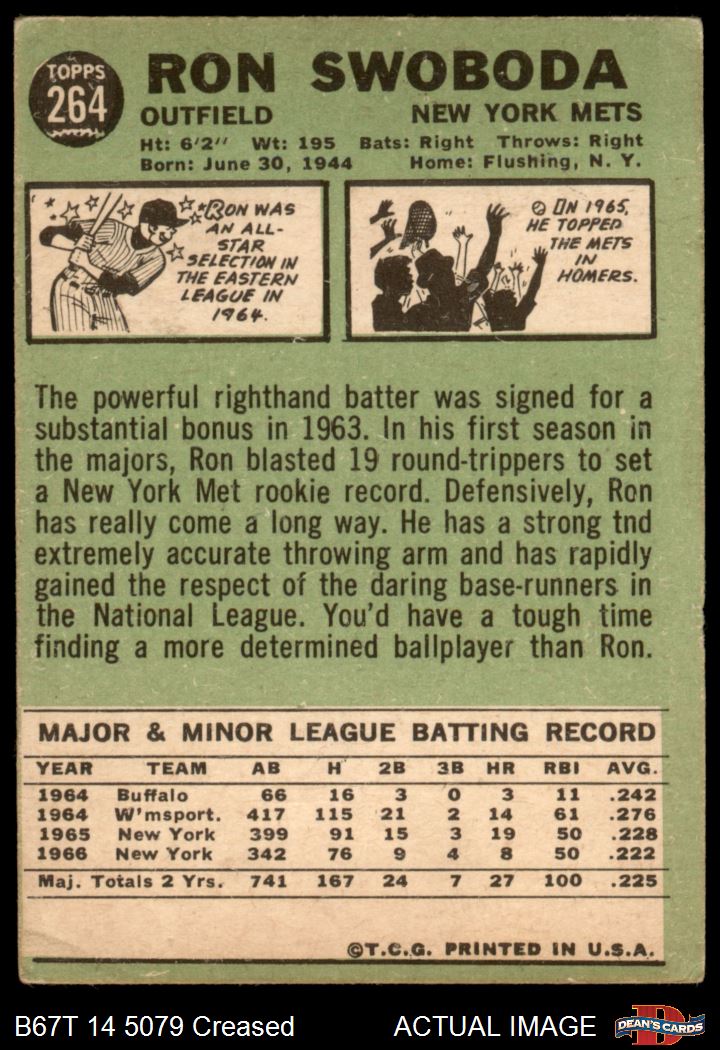 TOPPS
264
RON SWOBODA
OUTFIELD NEW YORK METS
Ht: 6'2" Wt: 195 Bats: Right Throws: Right
Born: June 30, 1944 Home: Flushing, N. Y.
RON WAS
AN ALL-
STAR
SELECTION IN
THE EASTERN
LEAGUE IN
1964.
IN 1965,
HE TOPPED
THE METS
IN
HOMERS.
The powerful righthand batter was signed for a
substantial bonus in 1963. In his first season in
the majors, Ron blasted 19 round-trippers to set
a New York Met rookie record. Defensively, Ron
has really come a long way. He has a strong tnd
extremely accurate throwing arm and has rapidly
gained the respect of the daring base-runners in
the National League. You'd have a tough time
finding a more determined ballplayer than Ron.
MAJOR & MINOR LEAGUE BATTING RECORD
YEAR TEAM AB H 2B 3B HR RBI AVG.
1964 Buffalo 66 16 3 0 3 11 .242
1964 W'msport. 417 115 21 2 14 61 .276
1965 New York 399 91 15 3 19 50 .228
1966 New York 342 76 9 4 8 50 .222
Maj. Totals 2 Yrs. 741 167 24 7 27 100 .225
©T.C.G. PRINTED IN U.S.A.
B67T 14 5079 Creased ACTUAL IMAGE DEAN'S CARDS